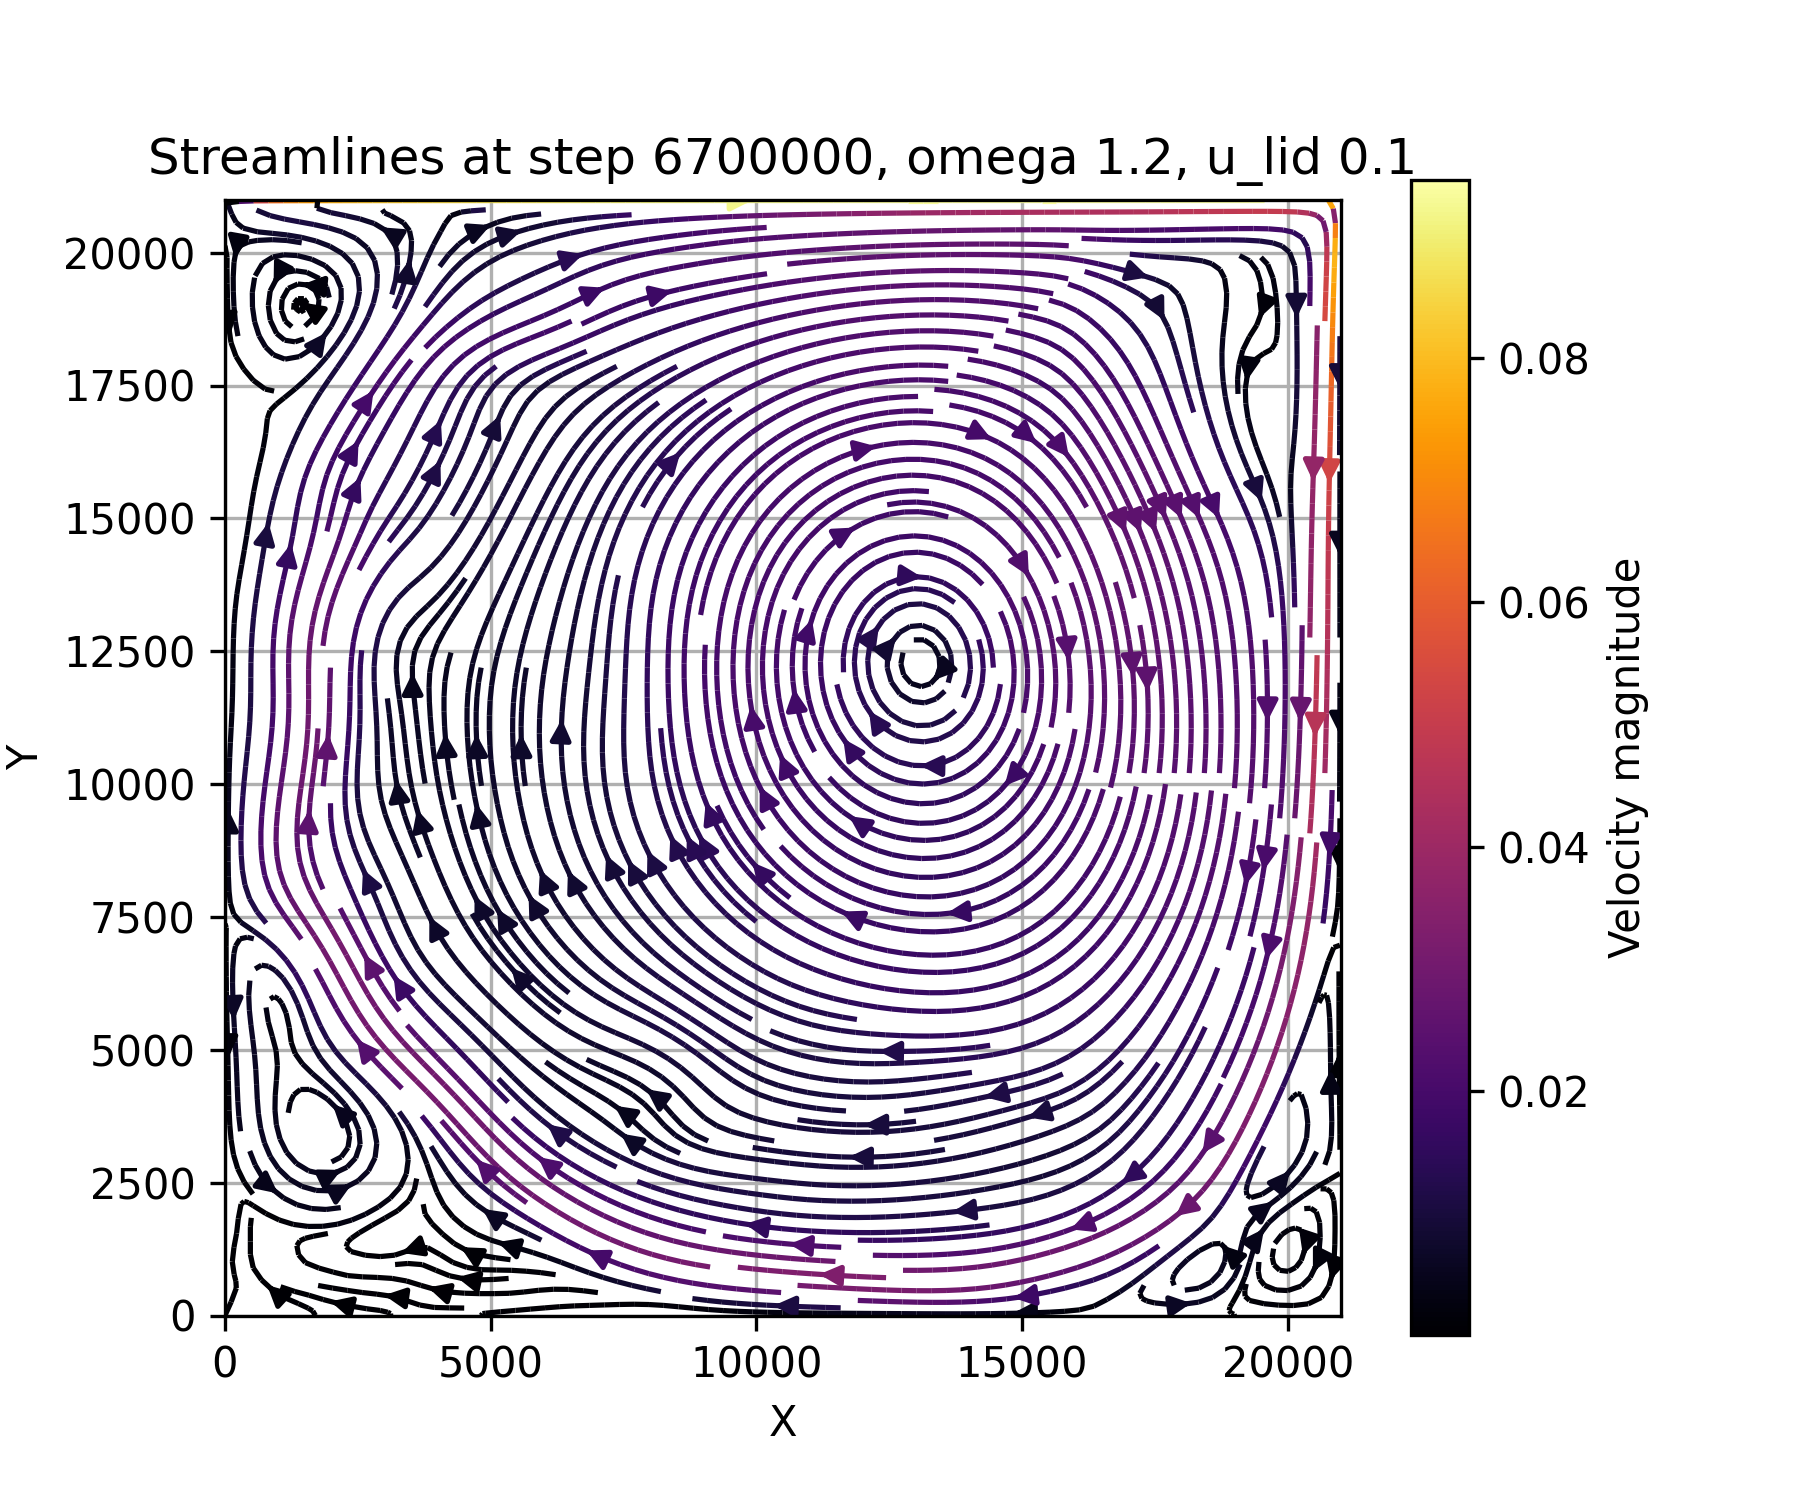 Streamlines at step 6700000, omega 1.2, u_lid 0.1
20000
17500
15000
12500
10000
7500
5000
2500
0
Y
0 5000 10000 15000 20000
X
0.08
0.06
0.04
0.02
Velocity magnitude